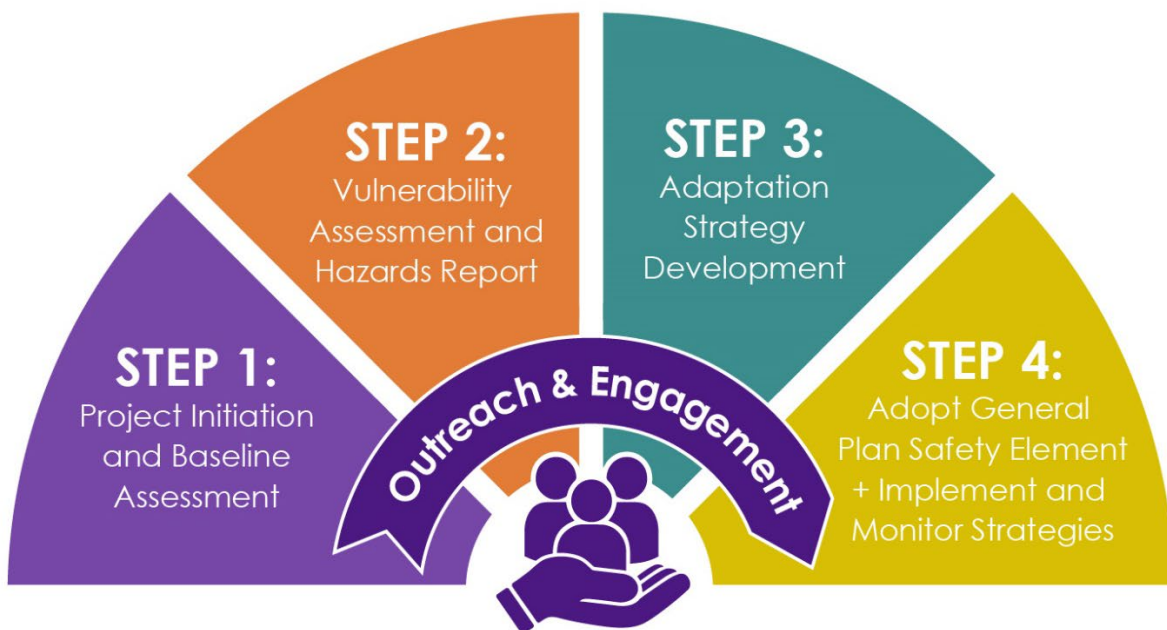 STEP 1:
Project Initiation
and Baseline
Assessment
STEP 2:
Vulnerability
Assessment and
Hazards Report
STEP 3:
Adaptation
Strategy
Development
STEP 4:
Adopt General
Plan Safety Element
+ Implement and
Monitor Strategies
Outreach & Engagement